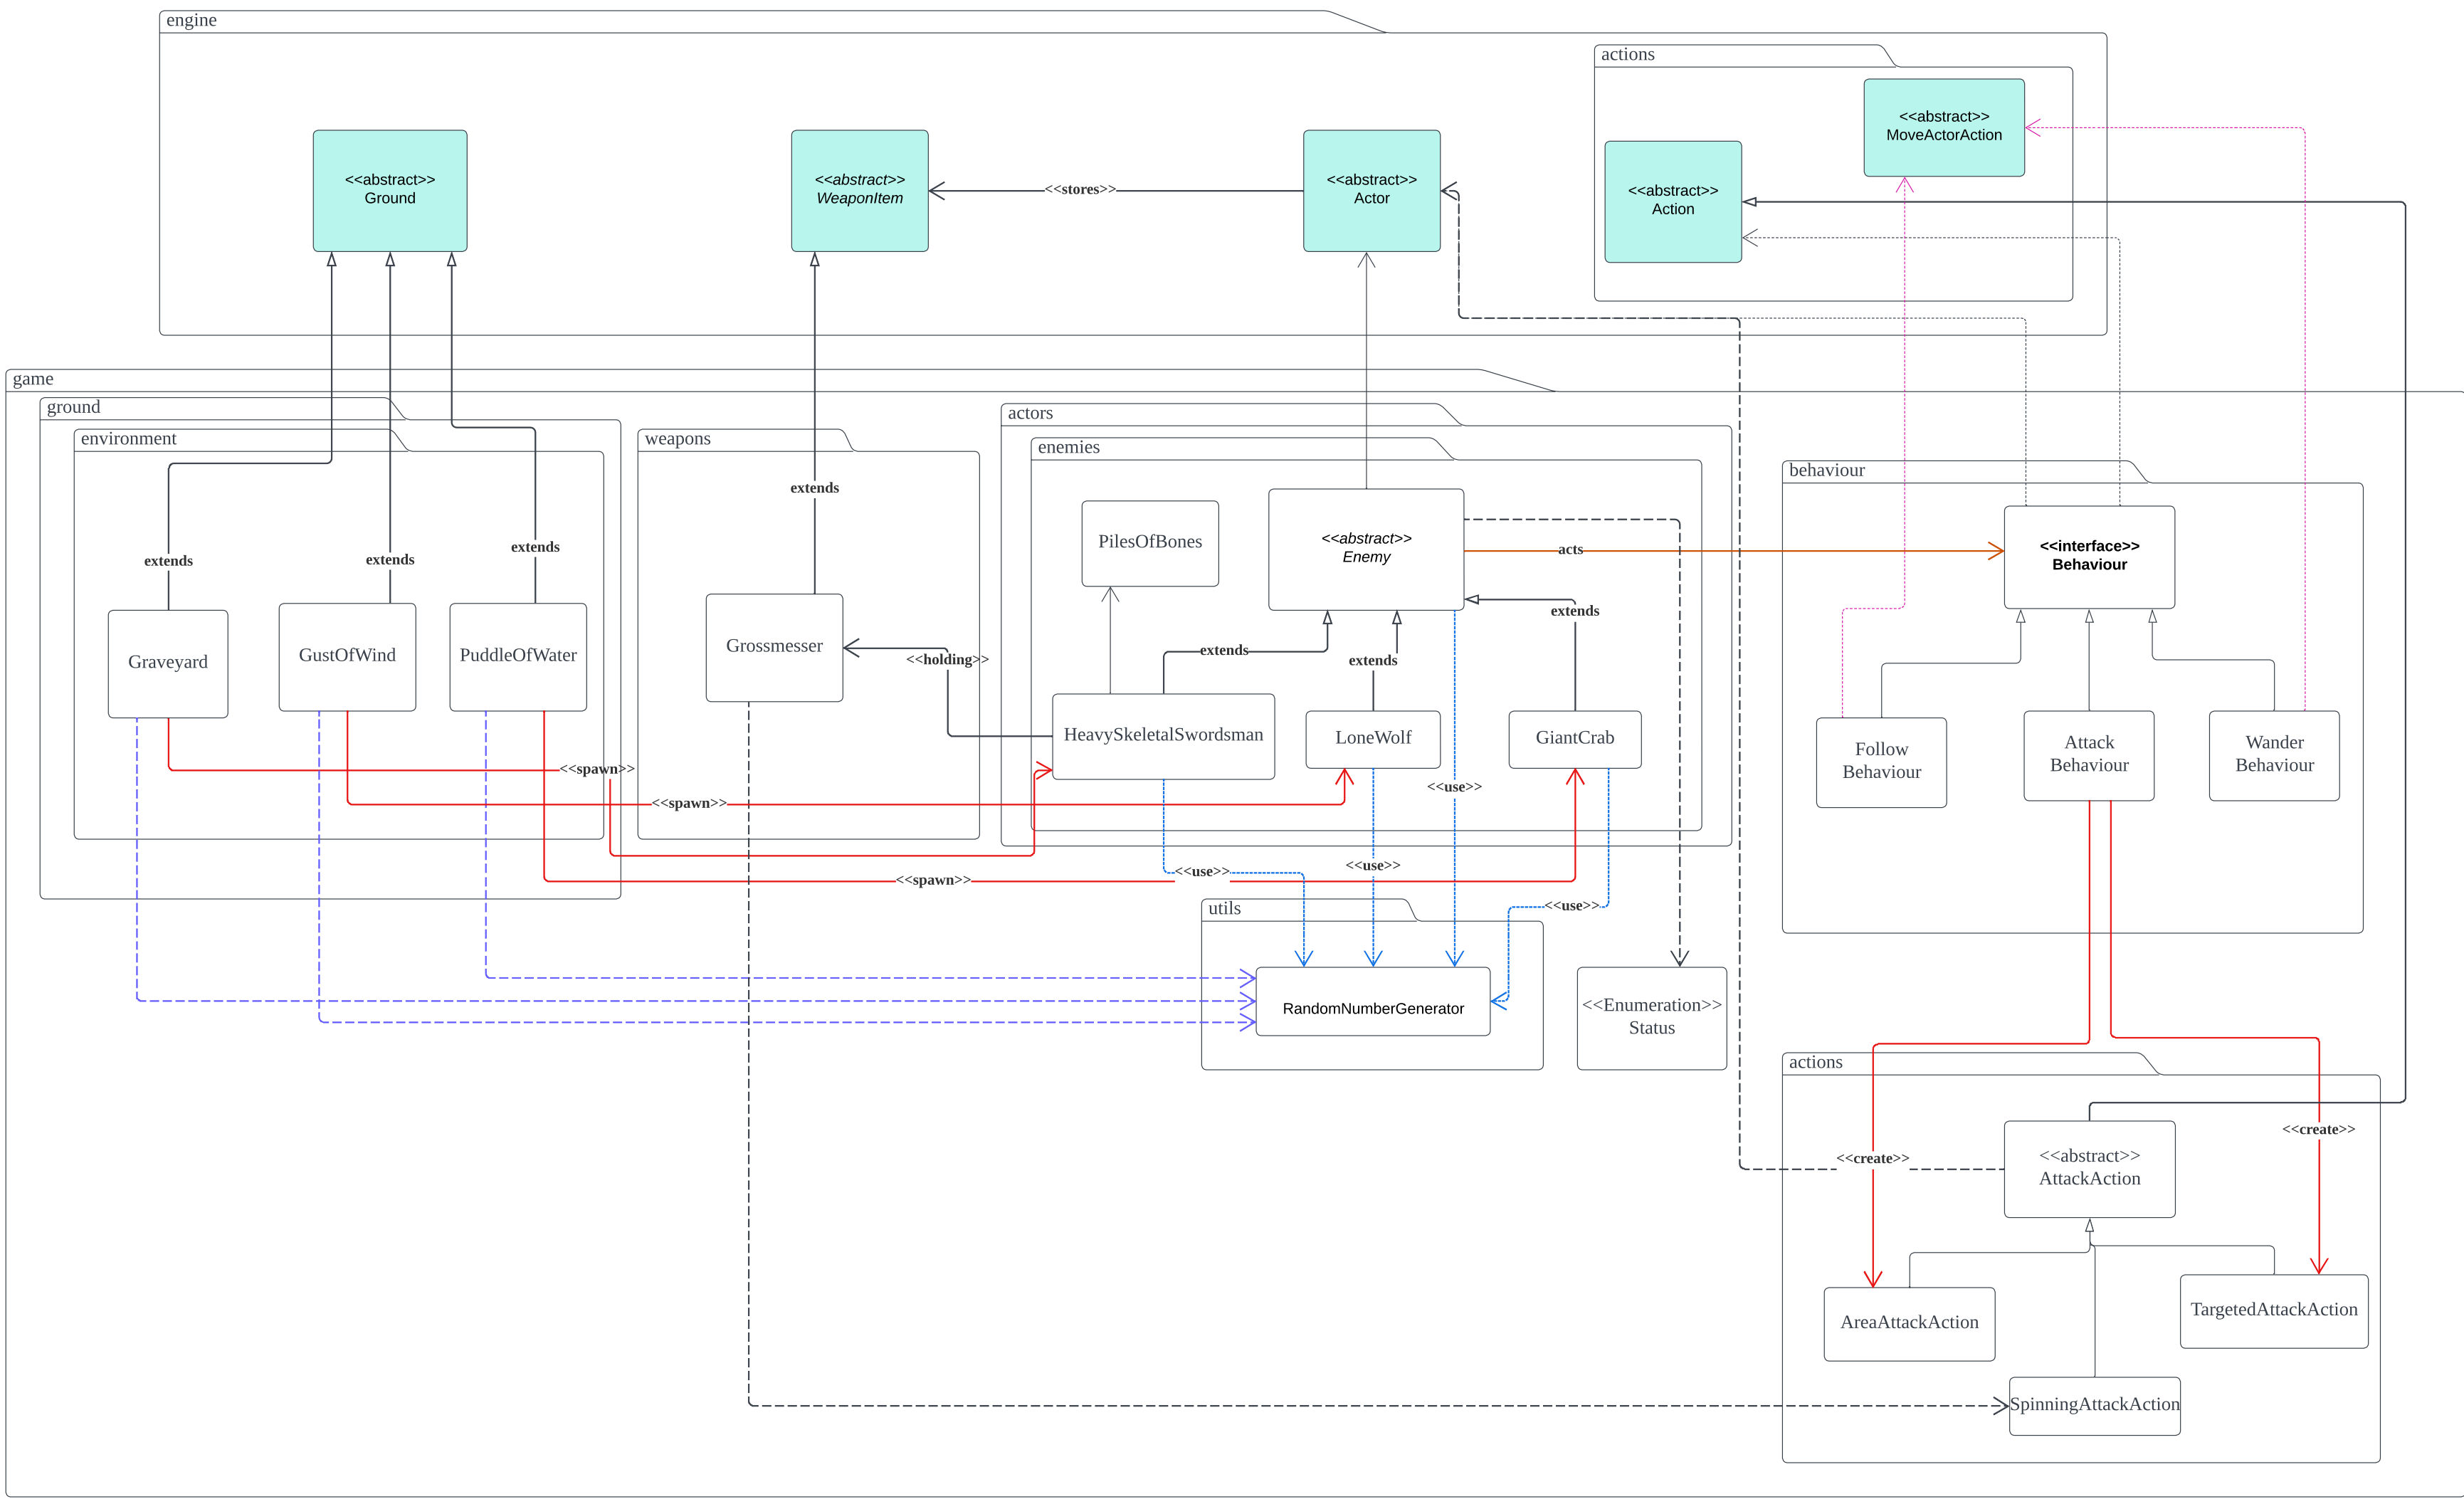 engine
actions
<<abstract>>
MoveActorAction
<<abstract>>
Ground
<<abstract>>
WeaponItem
<<stores>>
<<abstract>>
Actor
<<abstract>>
Action
game
ground
environment
weapons
actors
enemies
behaviour
extends
extends
extends
extends
PilesOfBones
<<abstract>>
Enemy
acts
<<interface>>
Behaviour
Graveyard
GustOfWind
PuddleOfWater
Grossmesser
<<holding>>
extends
extends
extends
HeavySkeletalSwordsman
LoneWolf
GiantCrab
Follow
Behaviour
Attack
Behaviour
Wander
Behaviour
<<spawn>>
<<spawn>>
<<spawn>>
<<use>>
<<use>>
<<use>>
<<use>>
utils
RandomNumberGenerator
<<Enumeration>>
Status
actions
<<create>>
<<create>>
<<abstract>>
AttackAction
AreaAttackAction
TargetedAttackAction
SpinningAttackAction